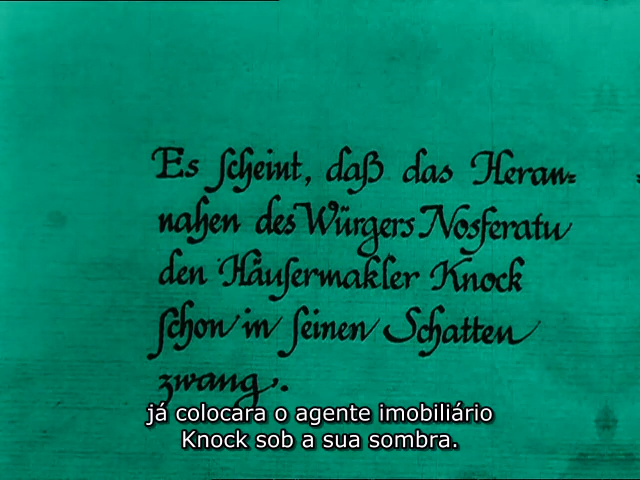 Es scheint, daß das Heran=
nahen des Würgers Nosferatu
den Häusermakler Knock
schon in seinen Schatten
zwang.
já colocara o agente imobiliário
Knock sob a sua sombra.